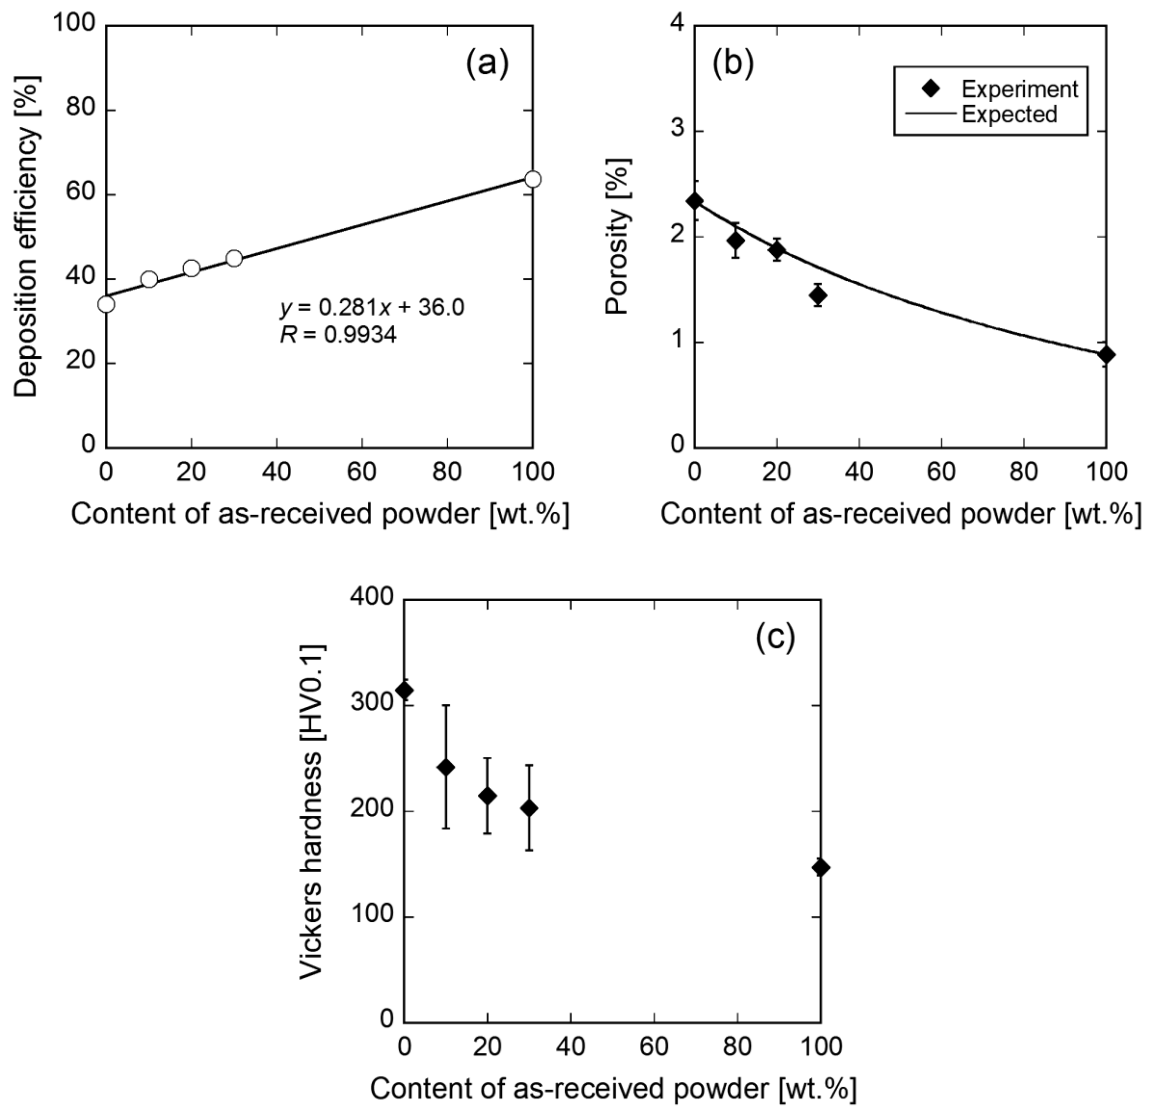 (a)
Deposition efficiency [%]
100
80
60
40
20
0
y = 0.281x + 36.0
R = 0.9934
0 20 40 60 80 100
Content of as-received powder [wt.%]
(b)
Experiment
Expected
Porosity [%]
4
3
2
1
0
0 20 40 60 80 100
Content of as-received powder [wt.%]
(c)
Vickers hardness [HV0.1]
400
300
200
100
0
0 20 40 60 80 100
Content of as-received powder [wt.%]